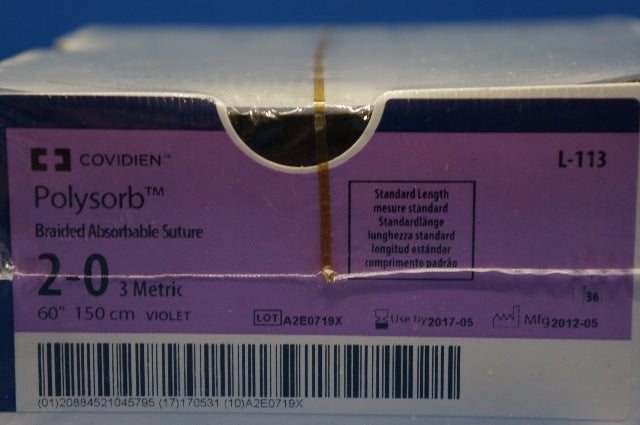 COVIDIEN™
L-113
Polysorb™
Braided Absorbable Suture
2-0 3 Metric
60" 150 cm VIOLET
Standard Length
mesure standard
Standardlänge
lunghezza standard
longitud estándar
comprimento padrão
36
LOT A2E0719X
Use by 2017-05
Mfg 2012-05
(01)20884521045795 (17)170531 (10)A2E0719X